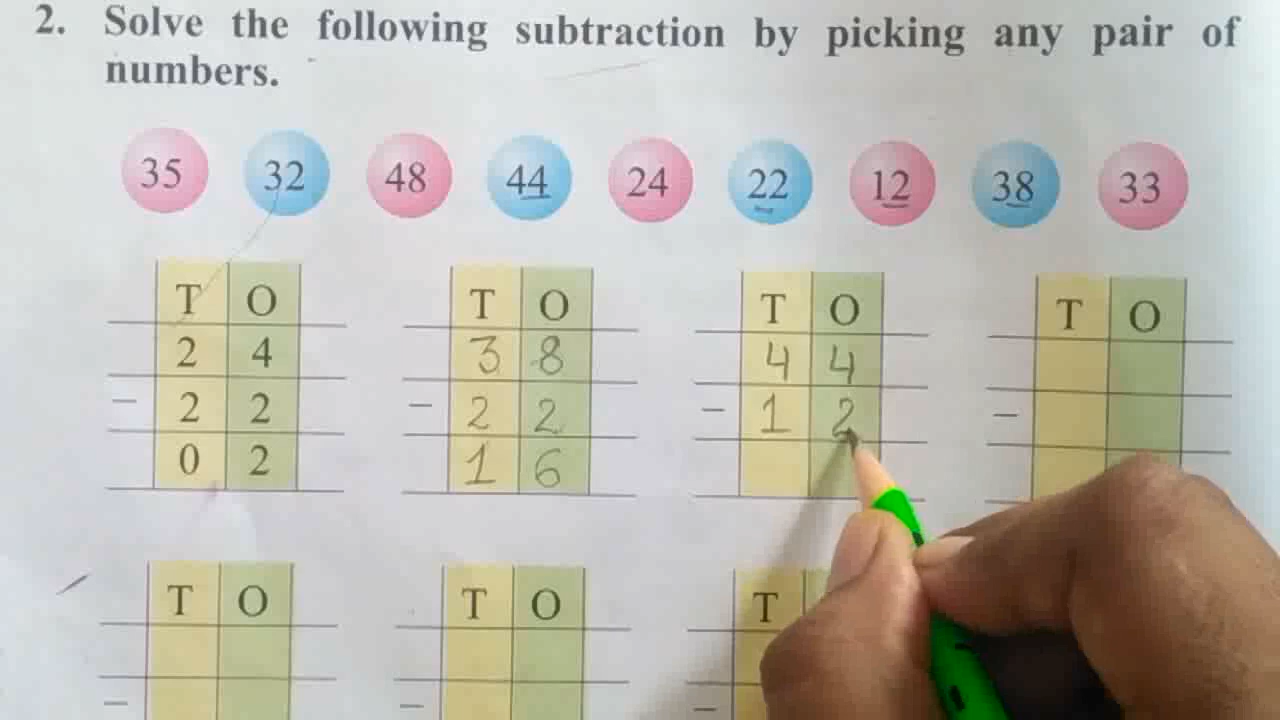 2. Solve the following subtraction by picking any pair of
numbers.
35 32 48 44 24 22 12 38 33
T O T O T O T O
2 4 3 8 4 4
− 2 2 − 2 2 − 1 2 −
0 2 1 6
T O T O T
− − −